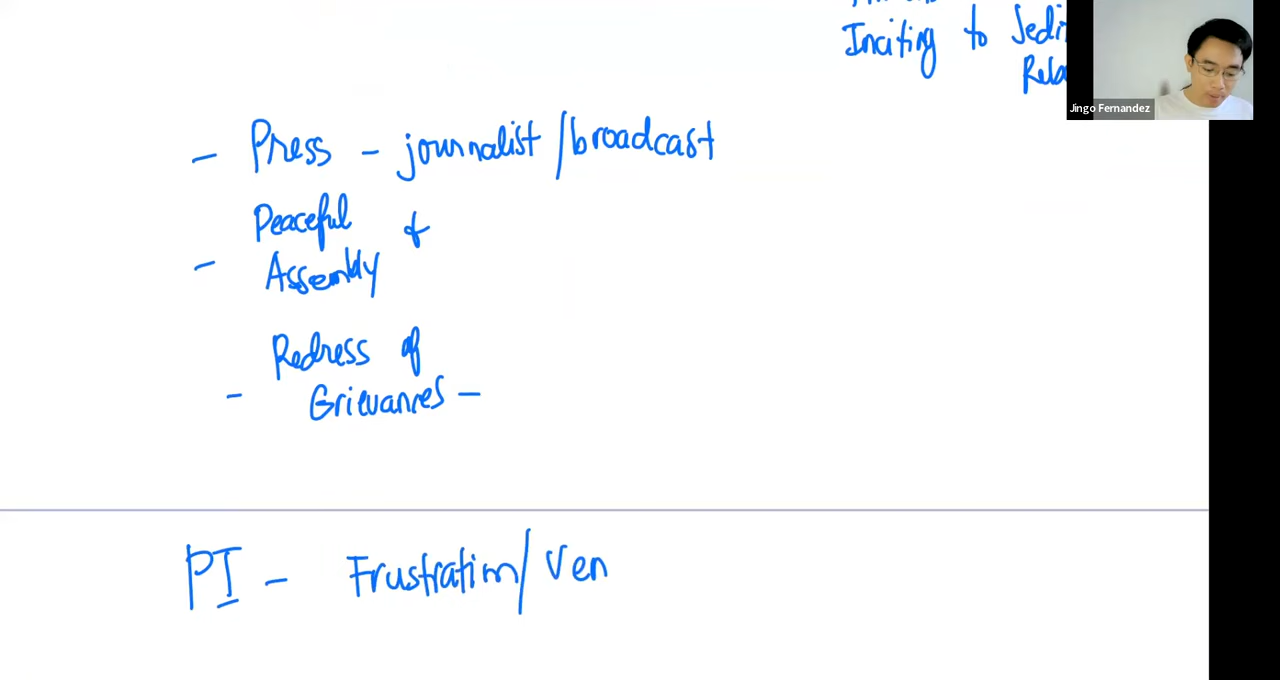 Inciting to Sedi
Rela
Jingo Fernandez
- Press - journalist / broadcast
Peaceful &
- Assembly
Redress of
- Grievances -
PI - Frustration / Ven